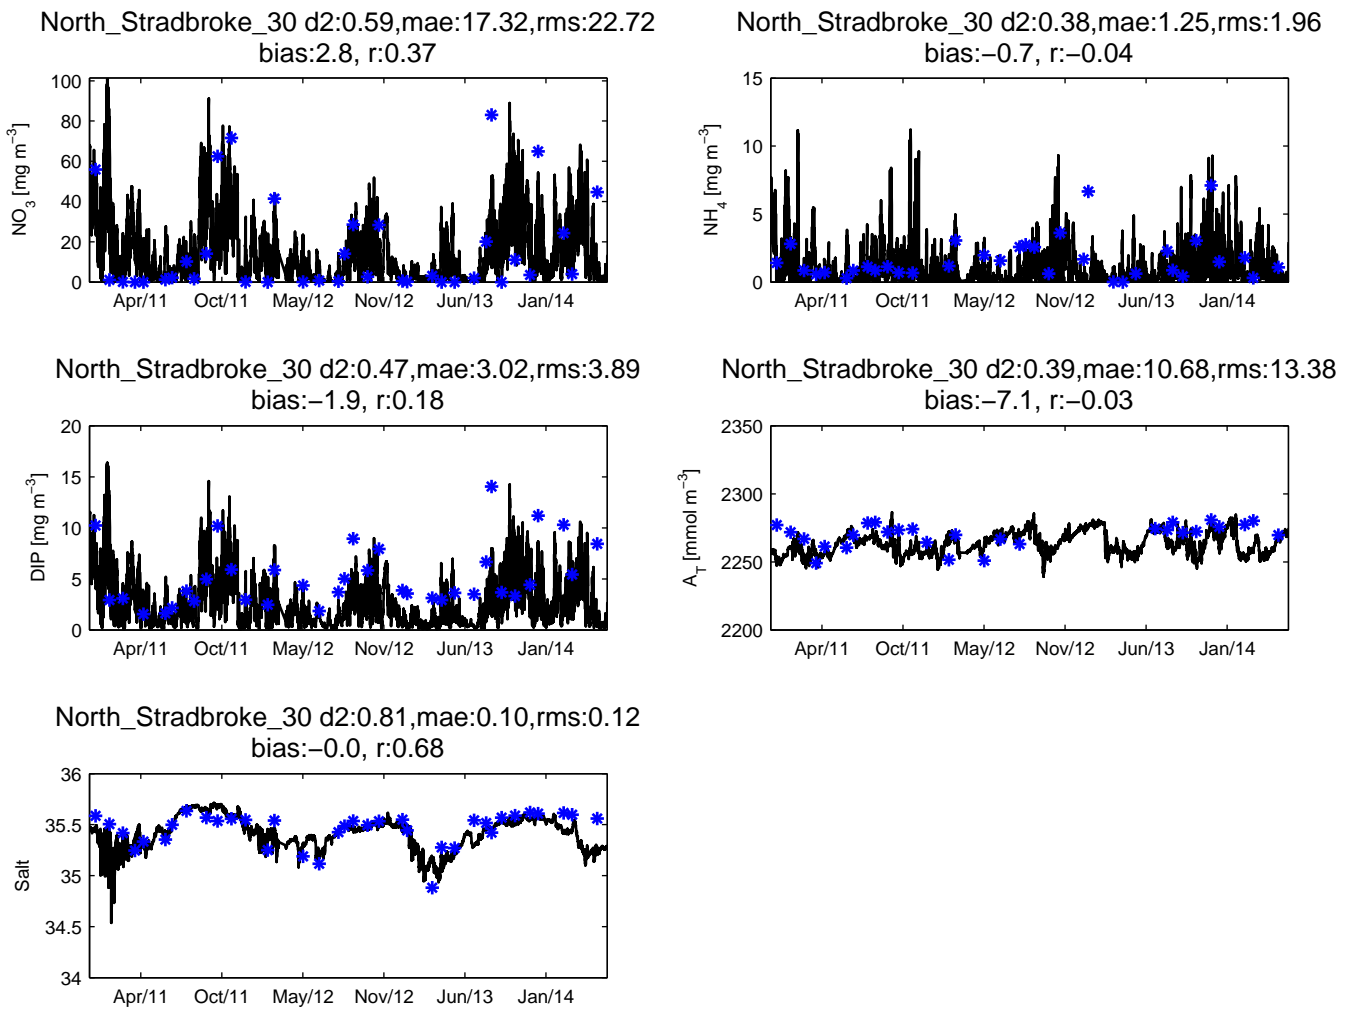 North_Stradbroke_30 d2:0.59,mae:17.32,rms:22.72
bias:2.8, r:0.37
NO3 [mg m−3]
100
80
60
40
20
0
Apr/11 Oct/11 May/12 Nov/12 Jun/13 Jan/14
North_Stradbroke_30 d2:0.38,mae:1.25,rms:1.96
bias:−0.7, r:−0.04
NH4 [mg m−3]
15
10
5
0
Apr/11 Oct/11 May/12 Nov/12 Jun/13 Jan/14
North_Stradbroke_30 d2:0.47,mae:3.02,rms:3.89
bias:−1.9, r:0.18
DIP [mg m−3]
20
15
10
5
0
Apr/11 Oct/11 May/12 Nov/12 Jun/13 Jan/14
North_Stradbroke_30 d2:0.39,mae:10.68,rms:13.38
bias:−7.1, r:−0.03
AT [mmol m−3]
2350
2300
2250
2200
Apr/11 Oct/11 May/12 Nov/12 Jun/13 Jan/14
North_Stradbroke_30 d2:0.81,mae:0.10,rms:0.12
bias:−0.0, r:0.68
Salt
36
35.5
35
34.5
34
Apr/11 Oct/11 May/12 Nov/12 Jun/13 Jan/14